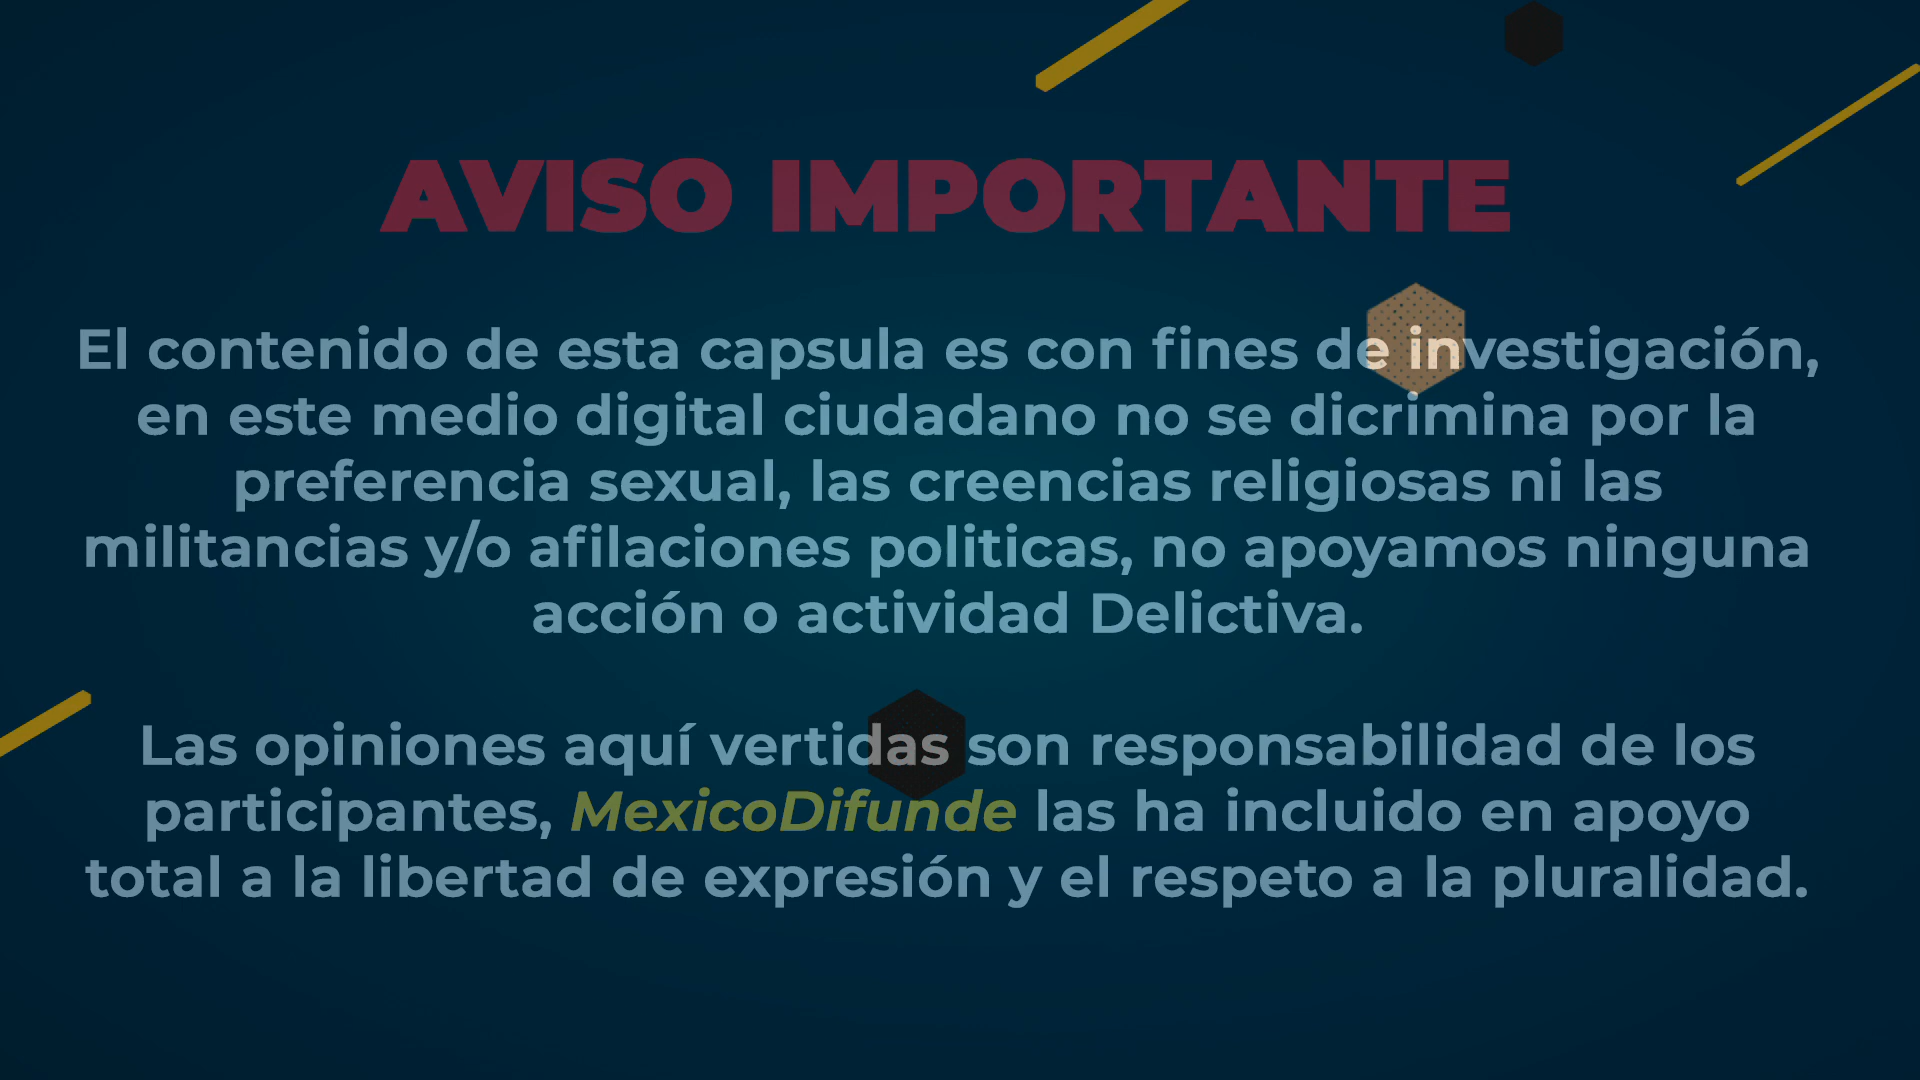 AVISO IMPORTANTE
El contenido de esta capsula es con fines de investigación,
en este medio digital ciudadano no se dicrimina por la
preferencia sexual, las creencias religiosas ni las
militancias y/o afilaciones politicas, no apoyamos ninguna
acción o actividad Delictiva.
Las opiniones aquí vertidas son responsabilidad de los
participantes, MexicoDifunde las ha incluido en apoyo
total a la libertad de expresión y el respeto a la pluralidad.